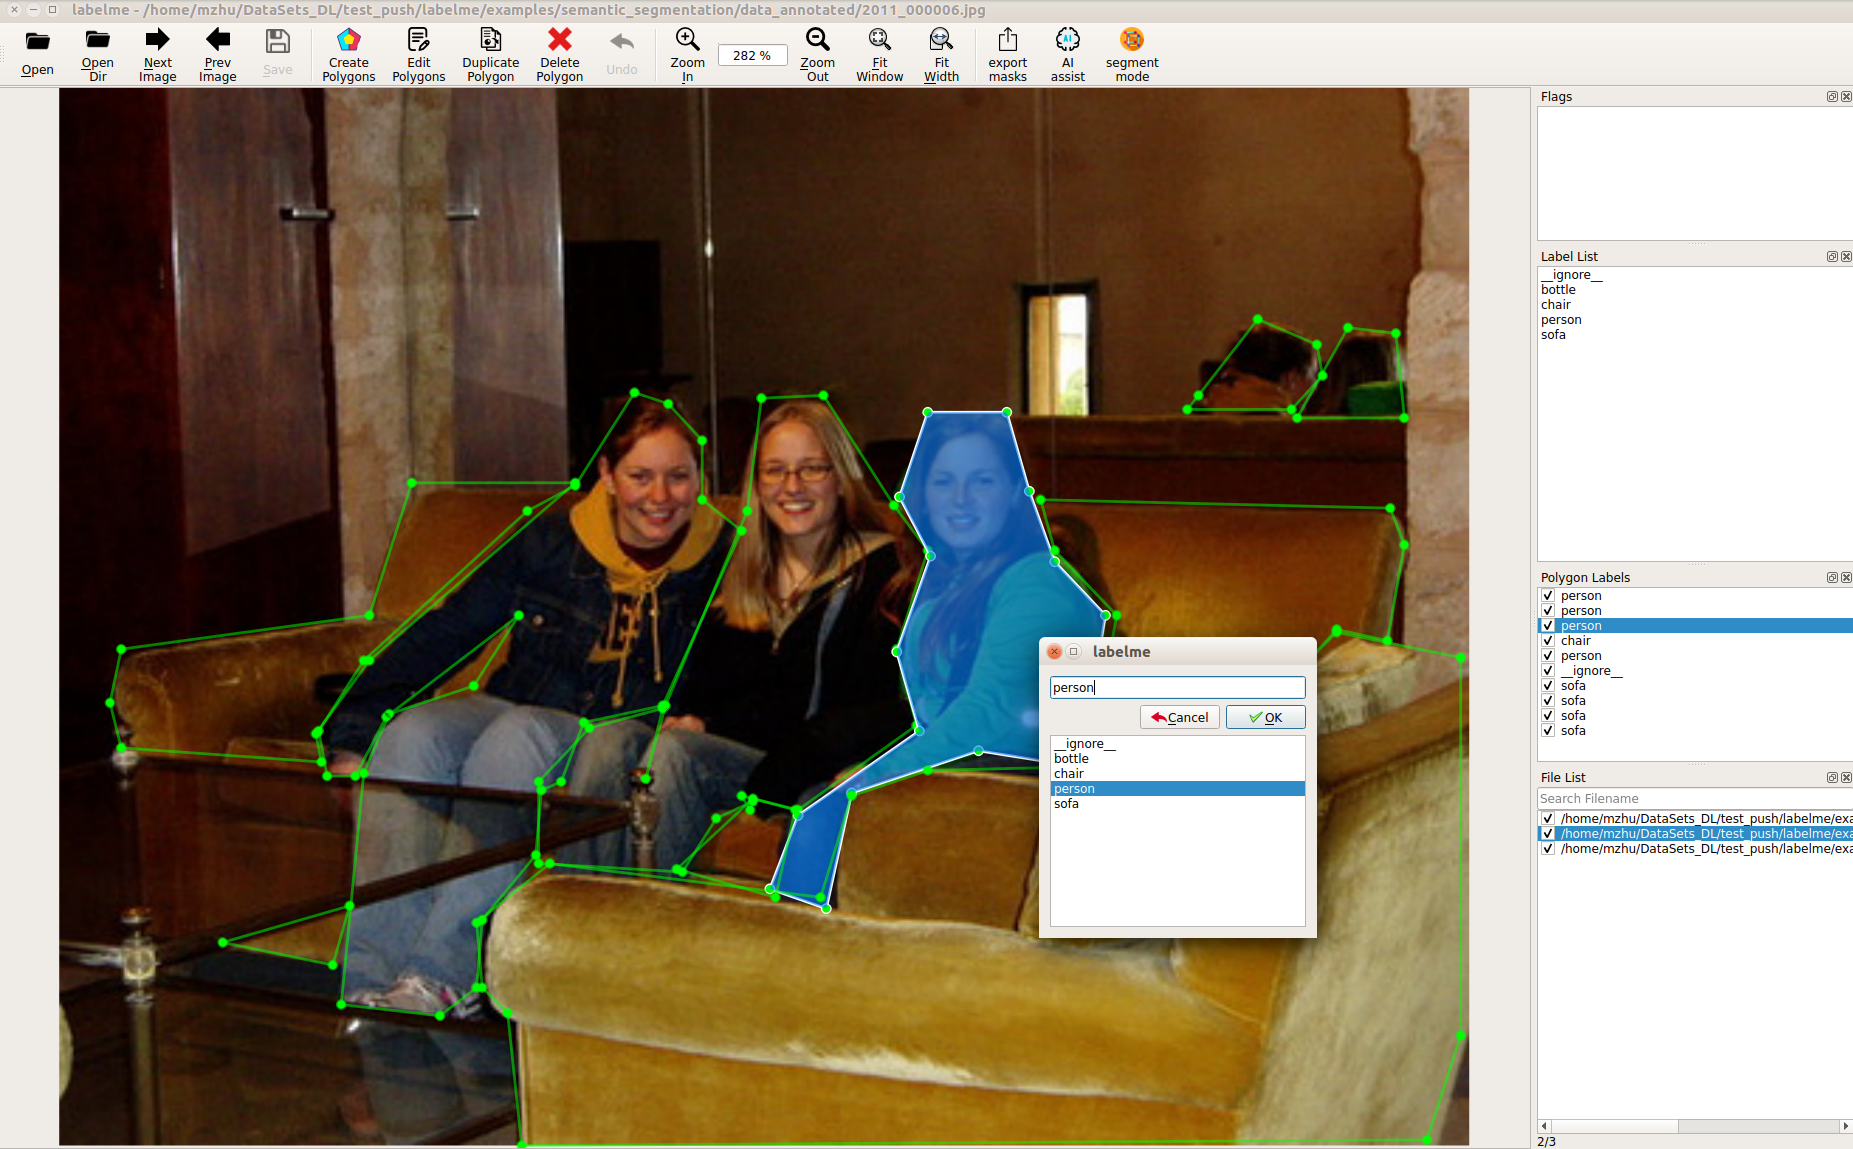 labelme - /home/mzhu/DataSets_DL/test_push/labelme/examples/semantic_segmentation/data_annotated/2011_000006.jpg
Open
Open Dir
Next Image
Prev Image
Save
Create Polygons
Edit Polygons
Duplicate Polygon
Delete Polygon
Undo
Zoom In
282 %
Zoom Out
Fit Window
Fit Width
export masks
AI assist
segment mode
Flags
Label List
__ignore__
bottle
chair
person
sofa
Polygon Labels
person
person
person
chair
person
__ignore__
sofa
sofa
sofa
sofa
File List
Search Filename
/home/mzhu/DataSets_DL/test_push/labelme/exa
/home/mzhu/DataSets_DL/test_push/labelme/exa
/home/mzhu/DataSets_DL/test_push/labelme/exa
2/3
labelme
person
Cancel
OK
__ignore__
bottle
chair
person
sofa